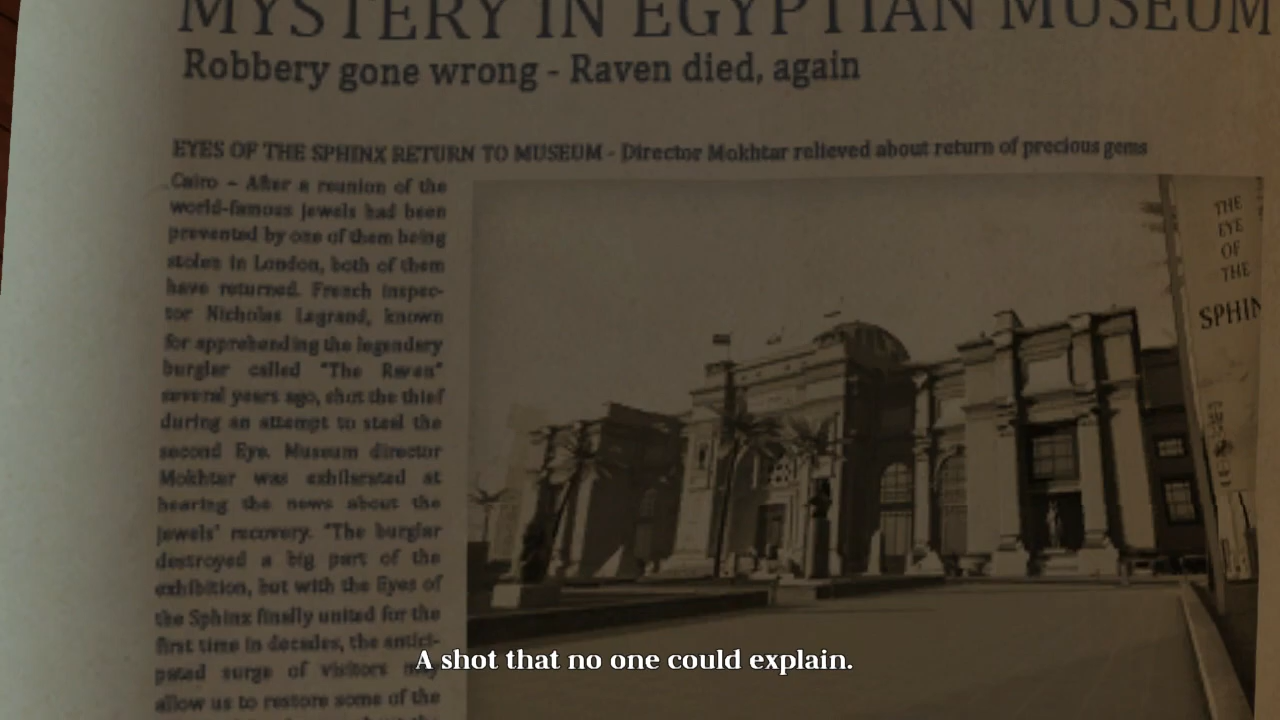 MYSTERY IN EGYPTIAN MUSEUM
Robbery gone wrong - Raven died, again
EYES OF THE SPHINX RETURN TO MUSEUM - Director Mokhtar relieved about return of precious gems
Cairo - After a reunion of the
world-famous jewels had been
prevented by one of them being
stolen in London, both of them
have returned. French inspec-
tor Nicholas Legrand, known
for apprehending the legendary
burglar called "The Raven"
several years ago, shot the thief
during an attempt to steal the
second Eye. Museum director
Mokhtar was exhilarated at
hearing the news about the
jewels' recovery. "The burglar
destroyed a big part of the
exhibition, but with the Eyes of
the Sphinx finally united for the
first time in decades, the antici-
pated surge of visitors may
allow us to restore some of the
THE
EYE
OF
THE
SPHIN
A shot that no one could explain.